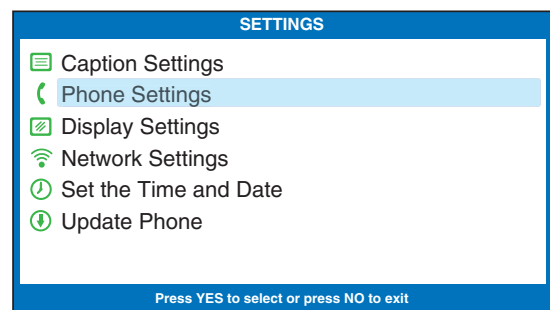 SETTINGS
Caption Settings
Phone Settings
Display Settings
Network Settings
Set the Time and Date
Update Phone
Press YES to select or press NO to exit